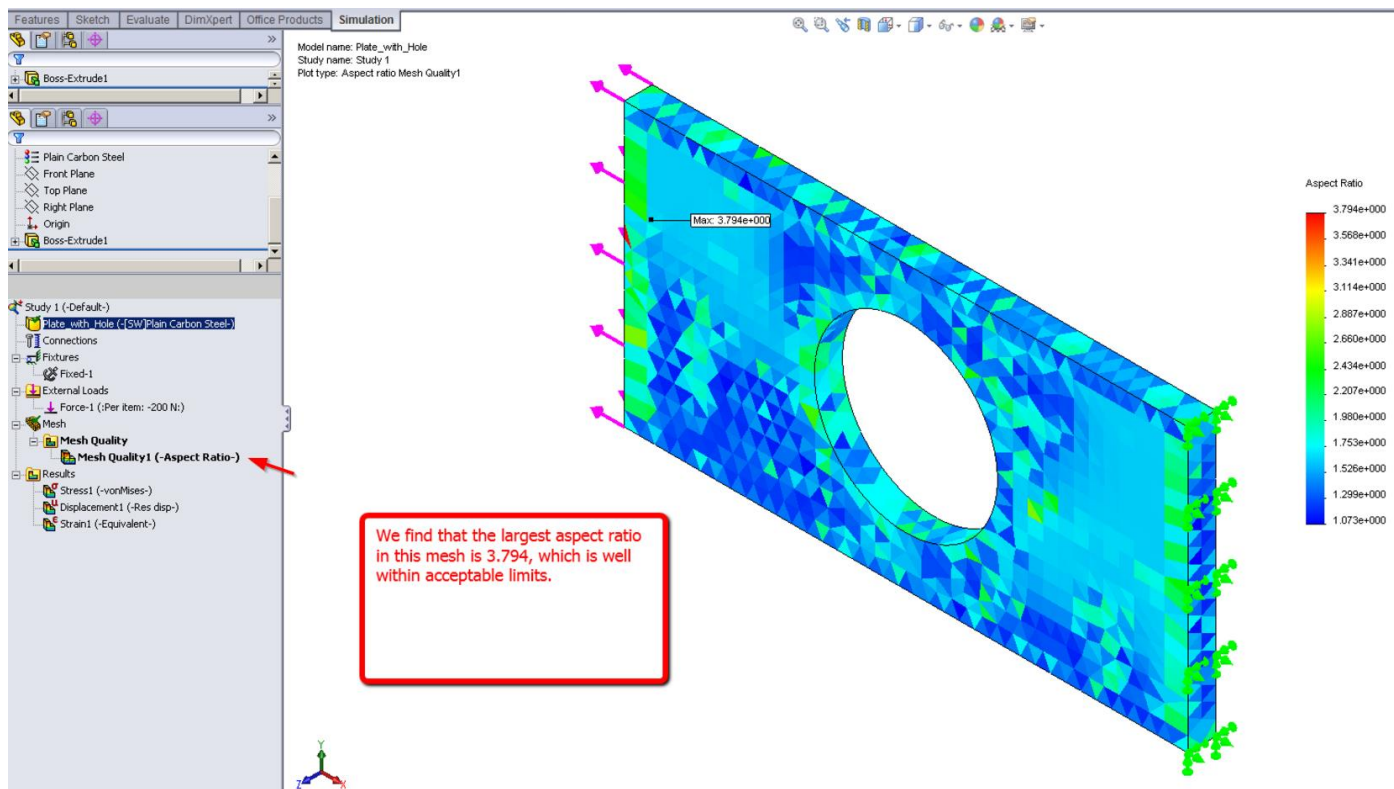 Features Sketch Evaluate DimXpert Office Products Simulation
Boss-Extrude1
Plain Carbon Steel
Front Plane
Top Plane
Right Plane
Origin
Boss-Extrude1
Study 1 (-Default-)
Plate_with_Hole (-[SW]Plain Carbon Steel-)
Connections
Fixtures
Fixed-1
External Loads
Force-1 (:Per item: -200 N:)
Mesh
Mesh Quality
Mesh Quality1 (-Aspect Ratio-)
Results
Stress1 (-vonMises-)
Displacement1 (-Res disp-)
Strain1 (-Equivalent-)
Model name: Plate_with_Hole
Study name: Study 1
Plot type: Aspect ratio Mesh Quality1
Max: 3.794e+000
We find that the largest aspect ratio
in this mesh is 3.794, which is well
within acceptable limits.
Y
Z
X
Aspect Ratio
3.794e+000
3.568e+000
3.341e+000
3.114e+000
2.887e+000
2.660e+000
2.434e+000
2.207e+000
1.980e+000
1.753e+000
1.526e+000
1.299e+000
1.073e+000